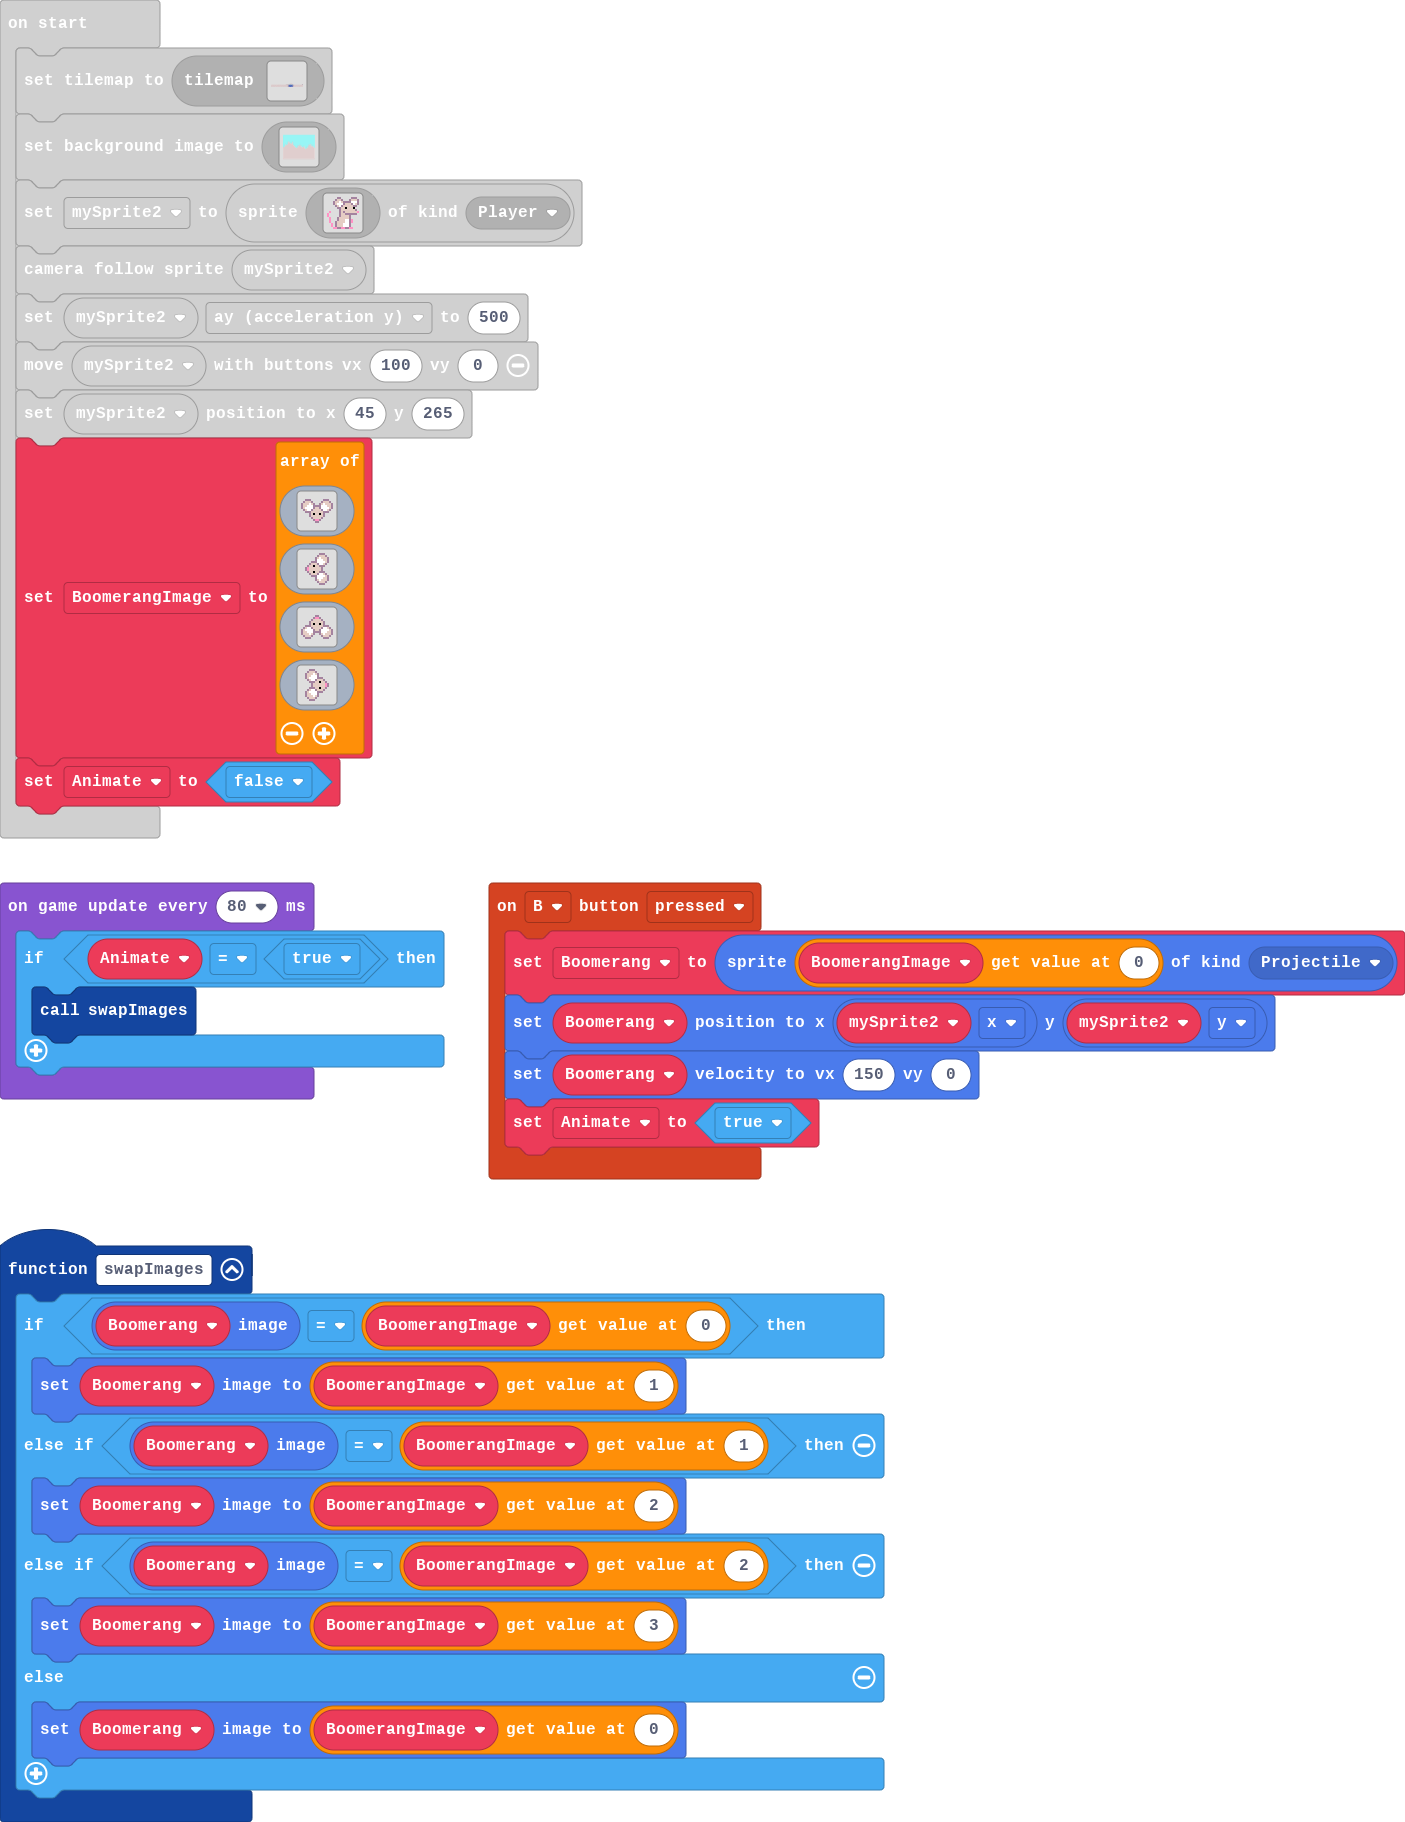 on start
set tilemap to tilemap
set background image to
set mySprite2 to sprite of kind Player
camera follow sprite mySprite2
set mySprite2 ay (acceleration y) to 500
move mySprite2 with buttons vx 100 vy 0
set mySprite2 position to x 45 y 265
array of
set BoomerangImage to
set Animate to false
on game update every 80 ms
if Animate = true then
call swapImages
on B button pressed
set Boomerang to sprite BoomerangImage get value at 0 of kind Projectile
set Boomerang position to x mySprite2 x y mySprite2 y
set Boomerang velocity to vx 150 vy 0
set Animate to true
function swapImages
if Boomerang image = BoomerangImage get value at 0 then
set Boomerang image to BoomerangImage get value at 1
else if Boomerang image = BoomerangImage get value at 1 then
set Boomerang image to BoomerangImage get value at 2
else if Boomerang image = BoomerangImage get value at 2 then
set Boomerang image to BoomerangImage get value at 3
else
set Boomerang image to BoomerangImage get value at 0